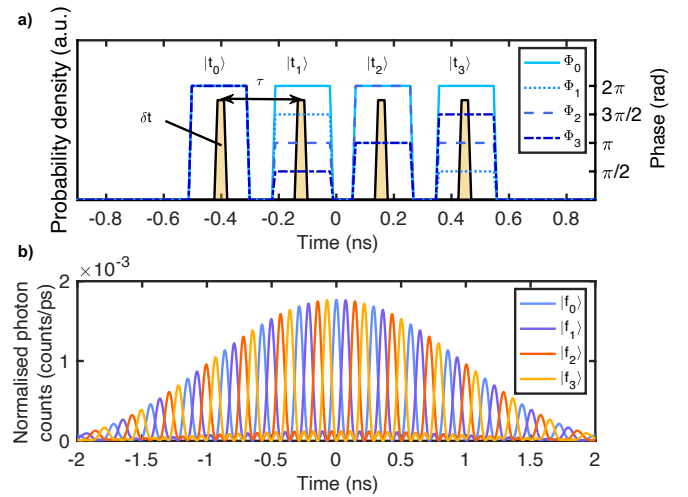 a)
Probability density (a.u.)
|t₀⟩ |t₁⟩ |t₂⟩ |t₃⟩
τ
δt
Φ₀
Φ₁
Φ₂
Φ₃
2π
3π/2
π
π/2
Phase (rad)
-0.8 -0.6 -0.4 -0.2 0 0.2 0.4 0.6 0.8
Time (ns)
b)
×10⁻³
Normalised photon
counts (counts/ps)
2
1
0
|f₀⟩
|f₁⟩
|f₂⟩
|f₃⟩
-2 -1.5 -1 -0.5 0 0.5 1 1.5 2
Time (ns)